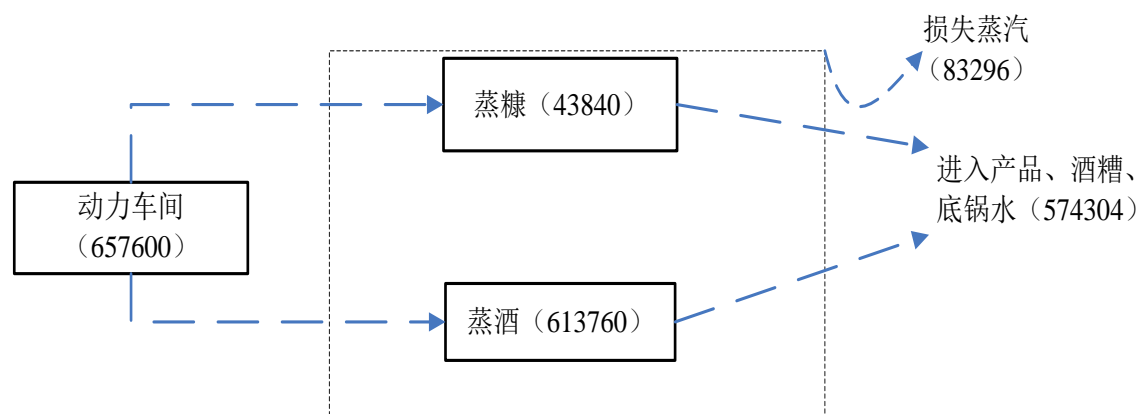 损失蒸汽
（83296）
蒸糠（43840）
进入产品、酒糟、
底锅水（574304）
动力车间
（657600）
蒸酒（613760）